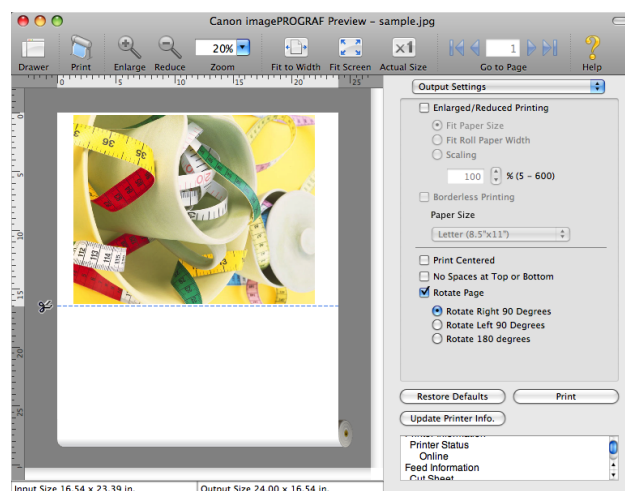 Canon imagePROGRAF Preview – sample.jpg
20%
1
Drawer Print Enlarge Reduce Zoom Fit to Width Fit Screen Actual Size Go to Page Help
0 5 10 15 20 25
Output Settings
Enlarged/Reduced Printing
Fit Paper Size
Fit Roll Paper Width
Scaling
100 % (5 – 600)
Borderless Printing
Paper Size
Letter (8.5"x11")
Print Centered
No Spaces at Top or Bottom
Rotate Page
Rotate Right 90 Degrees
Rotate Left 90 Degrees
Rotate 180 degrees
Restore Defaults Print
Update Printer Info.
Printer Information
Printer Status
Online
Feed Information
Cut Sheet
0
5
10
15
20
25
Input Size 16.54 x 23.39 in. Output Size 24.00 x 16.54 in.